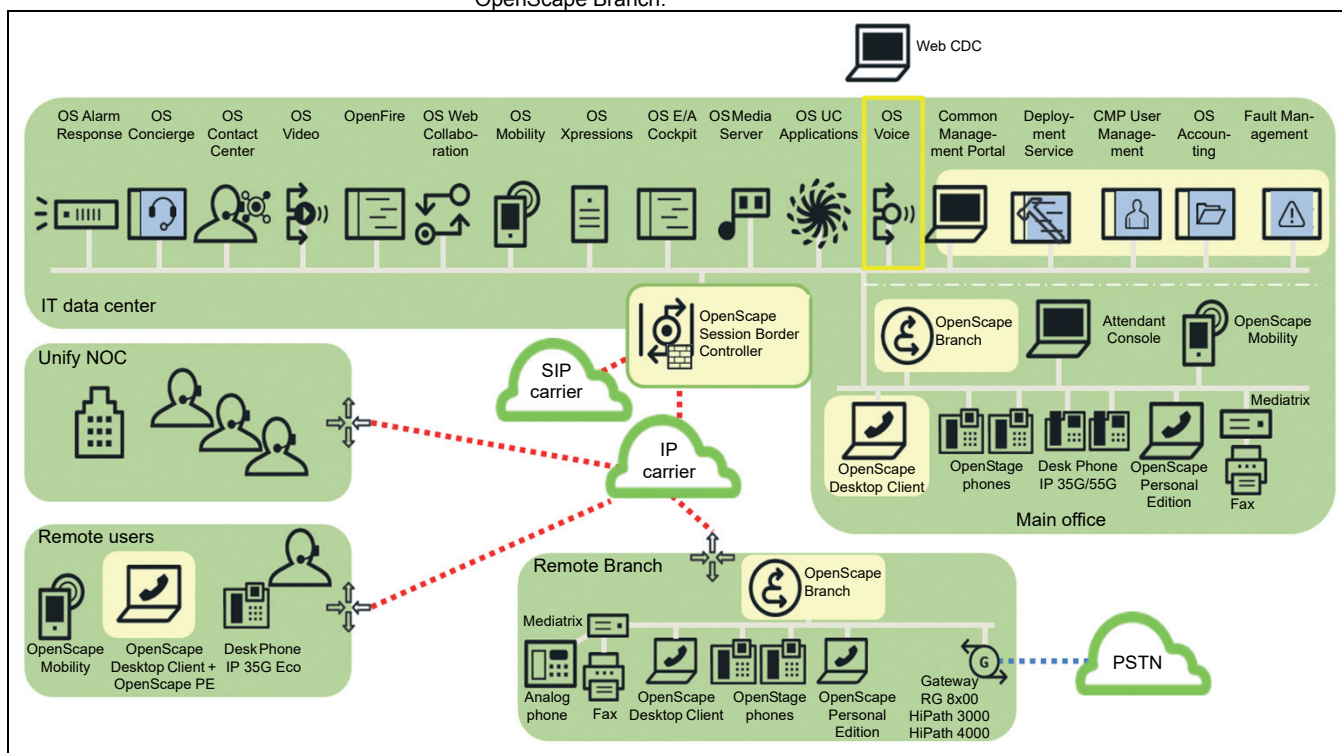 OpenScape Branch.
Web CDC
OS Alarm
Response
OS
Concierge
OS
Contact
Center
OS
Video
OpenFire
OS Web
Collabo-
ration
OS
Mobility
OS
Xpressions
OS E/A
Cockpit
OS Media
Server
OS UC
Applications
OS
Voice
Common
Manage-
ment Portal
Deploy-
ment
Service
CMP User
Manage-
ment
OS
Accoun-
ting
Fault Man-
agement
IT data center
OpenScape
Session Border
Controller
OpenScape
Branch
Attendant
Console
OpenScape
Mobility
Unify NOC
SIP
carrier
IP
carrier
Mediatrix
OpenScape
Desktop Client
OpenStage
phones
Desk Phone
IP 35G/55G
OpenScape
Personal
Edition
Fax
Main office
Remote users
OpenScape
Mobility
OpenScape
Desktop Client +
OpenScape PE
Desk Phone
IP 35G Eco
Remote Branch
OpenScape
Branch
Mediatrix
Analog
phone
Fax
OpenScape
Desktop Client
OpenStage
phones
OpenScape
Personal
Edition
G
Gateway
RG 8x00
HiPath 3000
HiPath 4000
PSTN